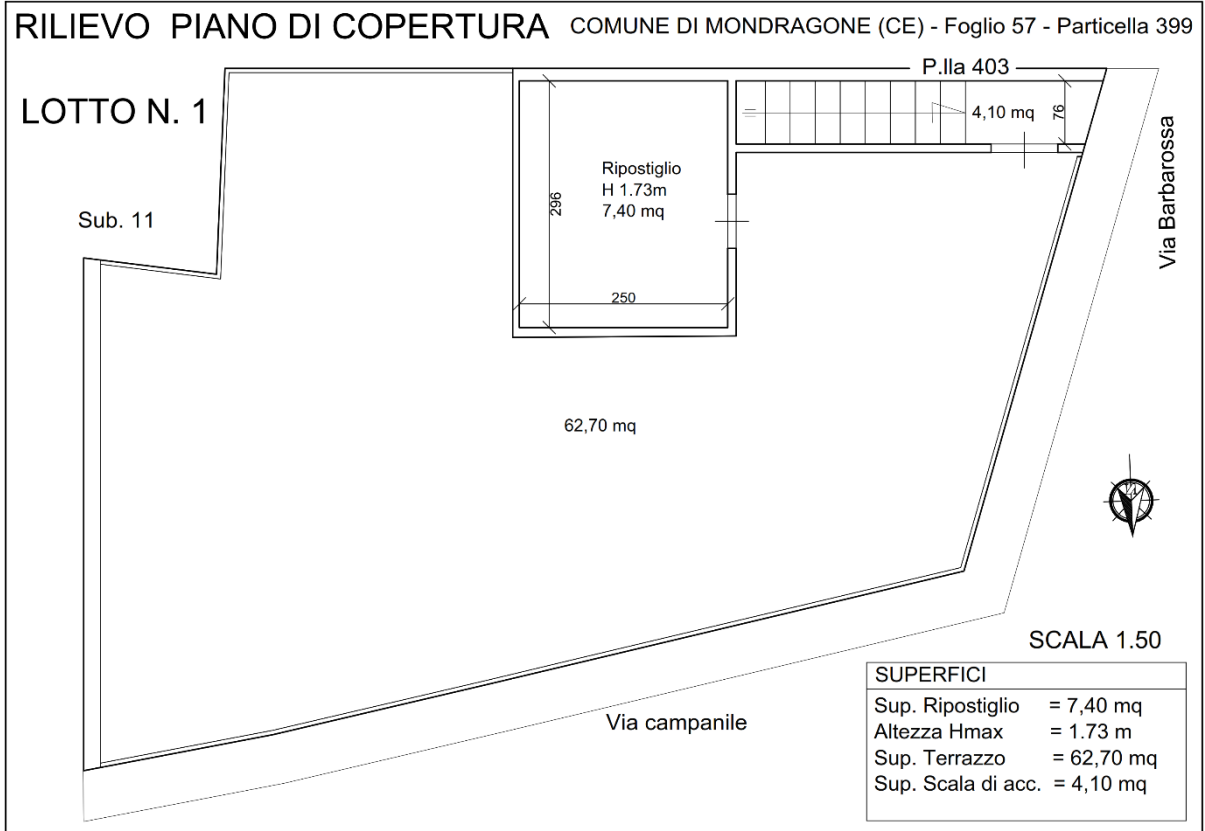 RILIEVO PIANO DI COPERTURA COMUNE DI MONDRAGONE (CE) - Foglio 57 - Particella 399
P.lla 403
LOTTO N. 1
4,10 mq
76
Via Barbarossa
Ripostiglio
H 1.73m
7,40 mq
296
Sub. 11
250
62,70 mq
SCALA 1.50
Via campanile
SUPERFICI
Sup. Ripostiglio = 7,40 mq
Altezza Hmax = 1.73 m
Sup. Terrazzo = 62,70 mq
Sup. Scala di acc. = 4,10 mq